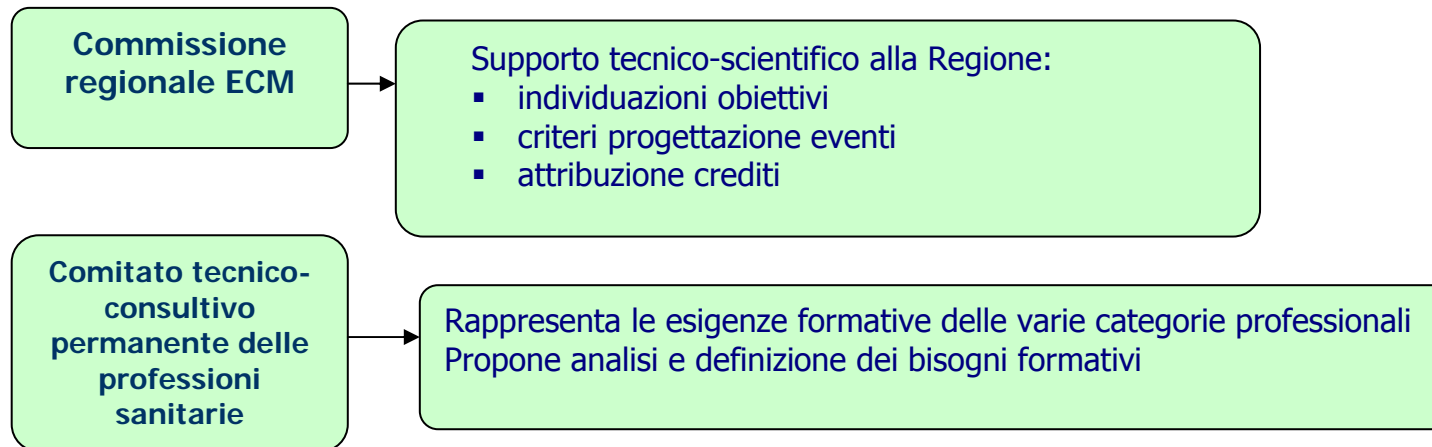 Commissione
regionale ECM
Supporto tecnico-scientifico alla Regione:
▪ individuazioni obiettivi
▪ criteri progettazione eventi
▪ attribuzione crediti
Comitato tecnico-
consultivo
permanente delle
professioni
sanitarie
Rappresenta le esigenze formative delle varie categorie professionali
Propone analisi e definizione dei bisogni formativi